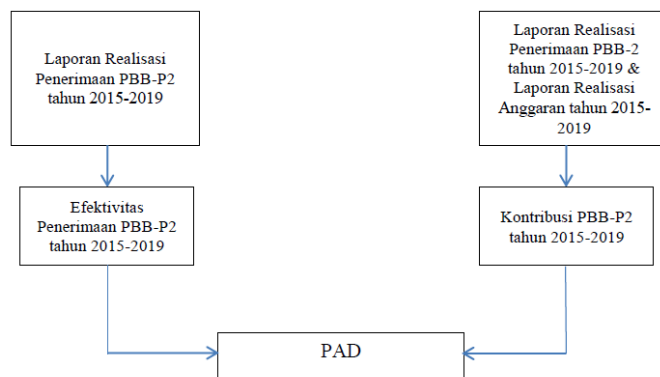 Laporan Realisasi
Penerimaan PBB-P2
tahun 2015-2019
Laporan Realisasi
Penerimaan PBB-2
tahun 2015-2019 &
Laporan Realisasi
Anggaran tahun 2015-
2019
Efektivitas
Penerimaan PBB-P2
tahun 2015-2019
Kontribusi PBB-P2
tahun 2015-2019
PAD